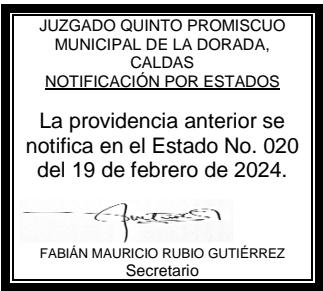 JUZGADO QUINTO PROMISCUO
MUNICIPAL DE LA DORADA,
CALDAS
NOTIFICACIÓN POR ESTADOS
La providencia anterior se
notifica en el Estado No. 020
del 19 de febrero de 2024.
FABIÁN MAURICIO RUBIO GUTIÉRREZ
Secretario